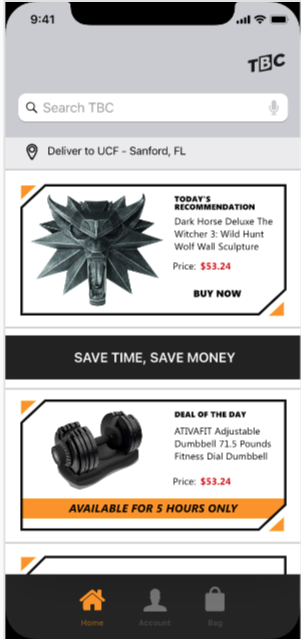 9:41
TBC
Search TBC
Deliver to UCF - Sanford, FL
TODAY'S
RECOMMENDATION
Dark Horse Deluxe The
Witcher 3: Wild Hunt
Wolf Wall Sculpture
Price: $53.24
BUY NOW
SAVE TIME, SAVE MONEY
DEAL OF THE DAY
ATIVAFIT Adjustable
Dumbbell 71.5 Pounds
Fitness Dial Dumbbell
Price: $53.24
AVAILABLE FOR 5 HOURS ONLY
Home
Account
Bag